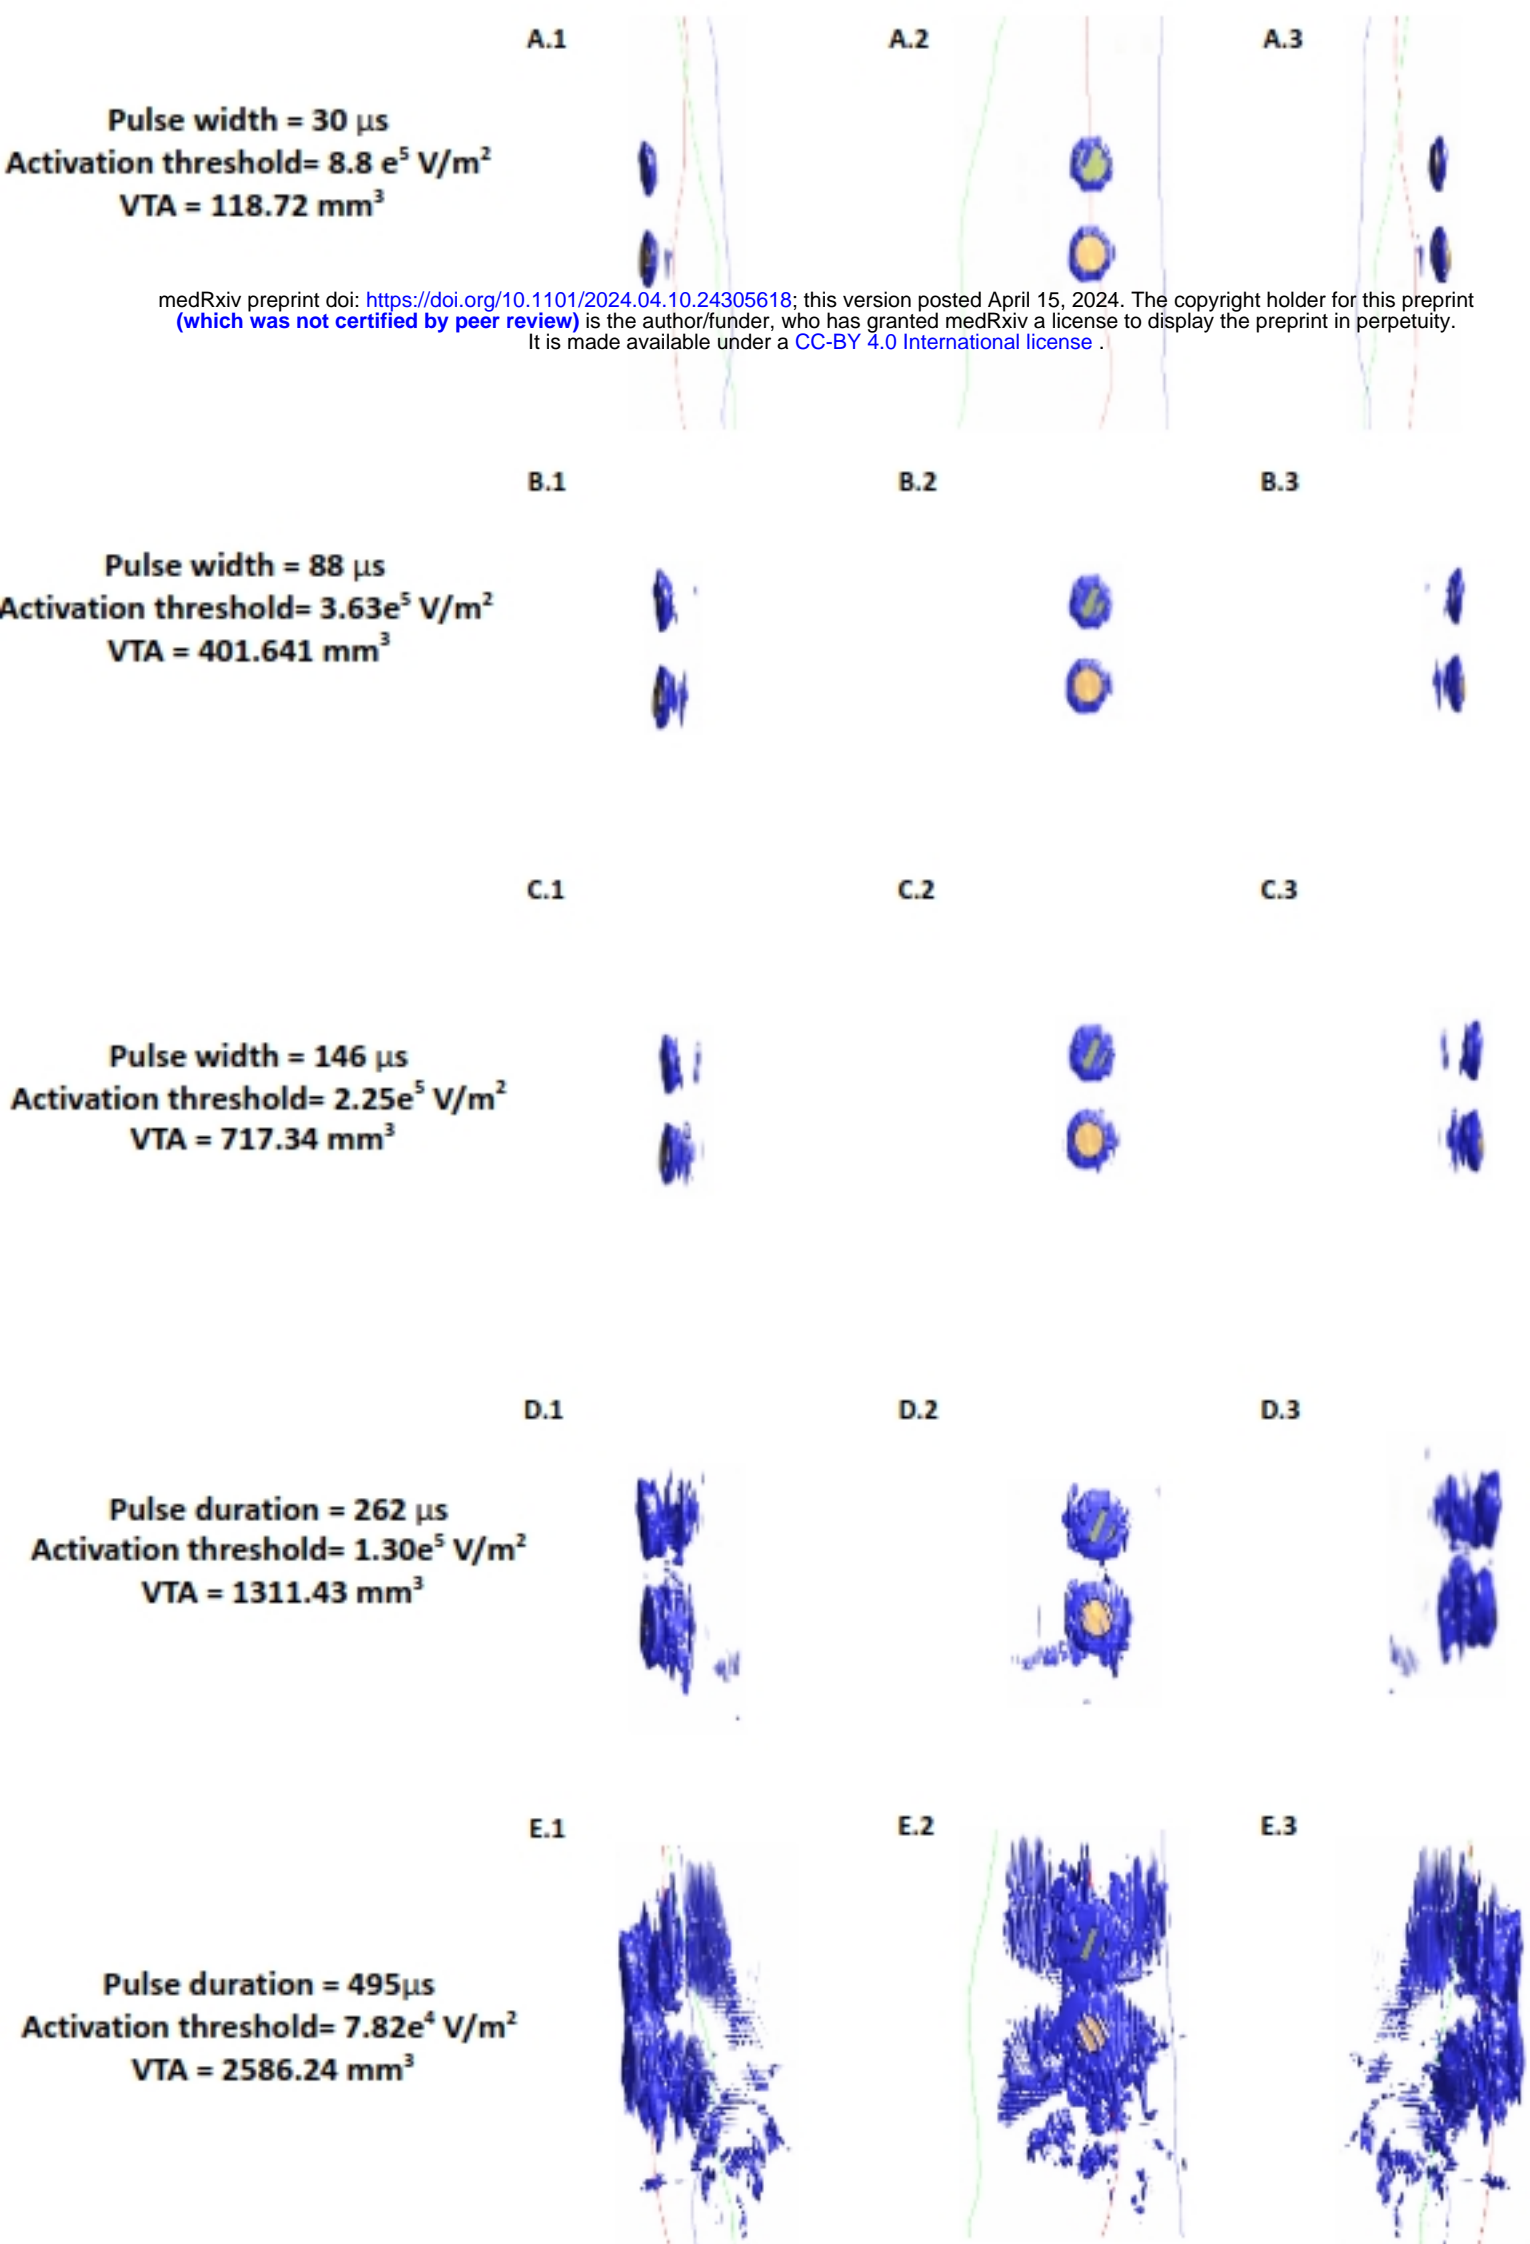 A.1
A.2
A.3
Pulse width = 30 μs
Activation threshold= 8.8 e⁵ V/m²
VTA = 118.72 mm³
medRxiv preprint doi: https://doi.org/10.1101/2024.04.10.24305618; this version posted April 15, 2024. The copyright holder for this preprint
(which was not certified by peer review) is the author/funder, who has granted medRxiv a license to display the preprint in perpetuity.
It is made available under a CC-BY 4.0 International license .
B.1
B.2
B.3
Pulse width = 88 μs
Activation threshold= 3.63e⁵ V/m²
VTA = 401.641 mm³
C.1
C.2
C.3
Pulse width = 146 μs
Activation threshold= 2.25e⁵ V/m²
VTA = 717.34 mm³
D.1
D.2
D.3
Pulse duration = 262 μs
Activation threshold= 1.30e⁵ V/m²
VTA = 1311.43 mm³
E.1
E.2
E.3
Pulse duration = 495μs
Activation threshold= 7.82e⁴ V/m²
VTA = 2586.24 mm³